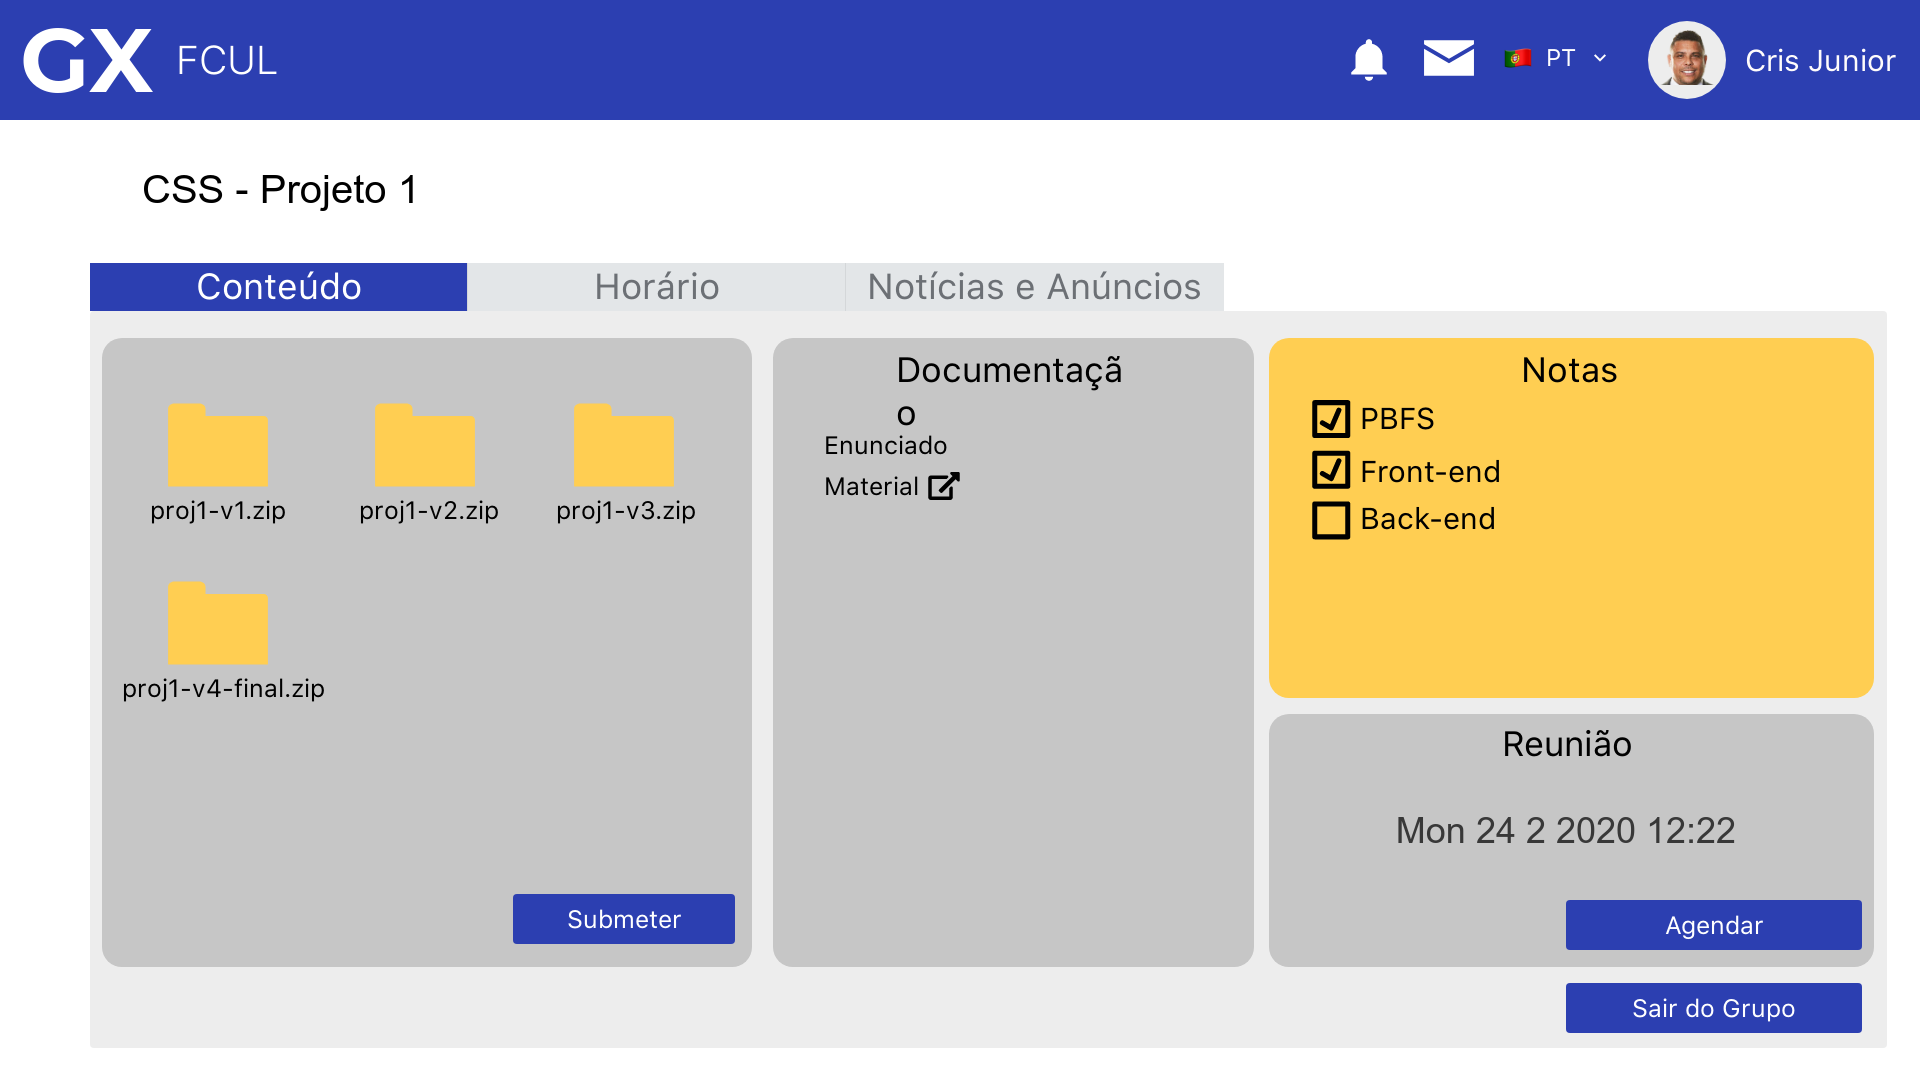 GX FCUL
PT
Cris Junior
CSS - Projeto 1
Conteúdo
Horário
Notícias e Anúncios
proj1-v1.zip
proj1-v2.zip
proj1-v3.zip
proj1-v4-final.zip
Submeter
Documentaçã
o
Enunciado
Material
Notas
PBFS
Front-end
Back-end
Reunião
Mon 24 2 2020 12:22
Agendar
Sair do Grupo